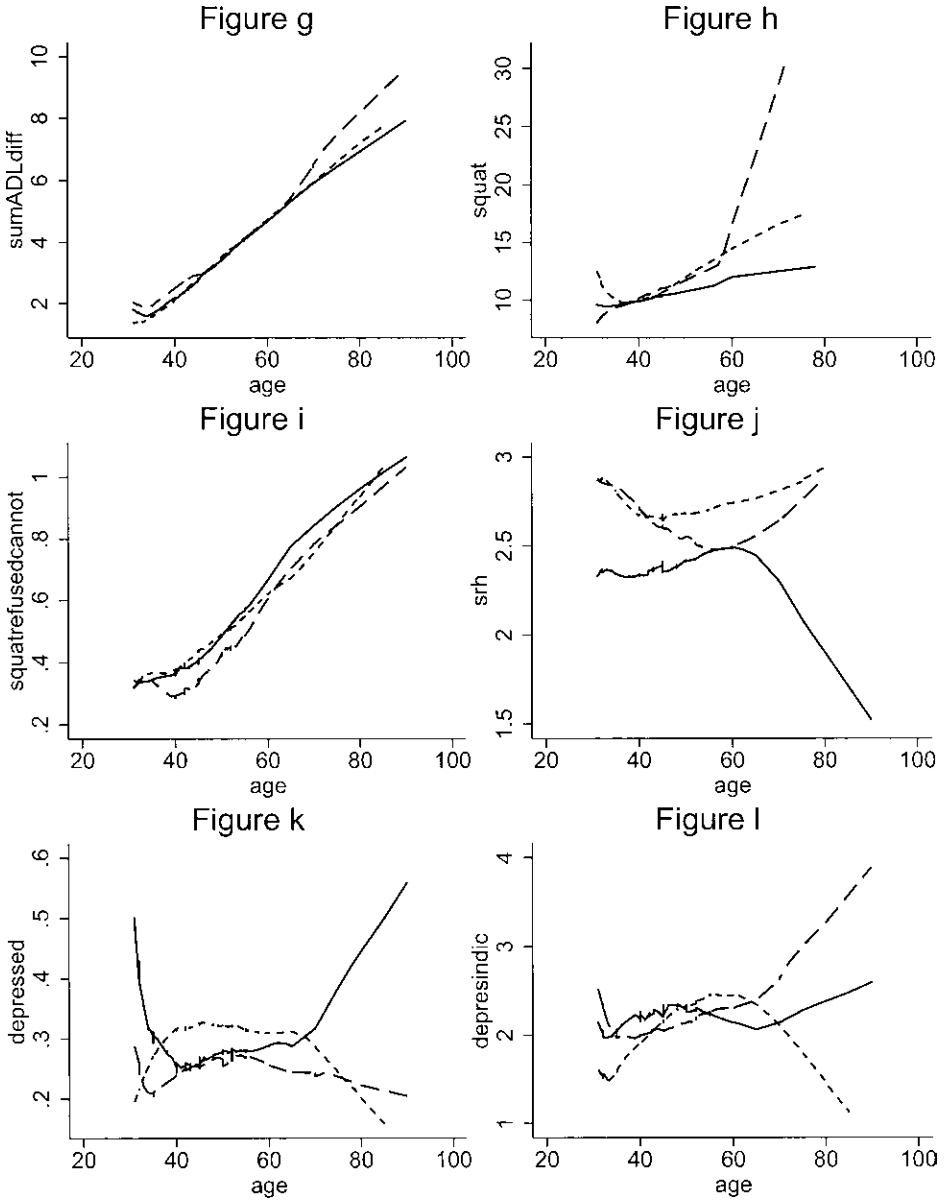 Figure g
sumADLdiff
10
8
6
4
2
20 40 60 80 100
age
Figure h
squat
30
25
20
15
10
20 40 60 80 100
age
Figure i
squatrefusedcannot
1
.8
.6
.4
.2
20 40 60 80 100
age
Figure j
srh
3
2.5
2
1.5
20 40 60 80 100
age
Figure k
depressed
.6
.5
.4
.3
.2
20 40 60 80 100
age
Figure l
depresindic
4
3
2
1
20 40 60 80 100
age